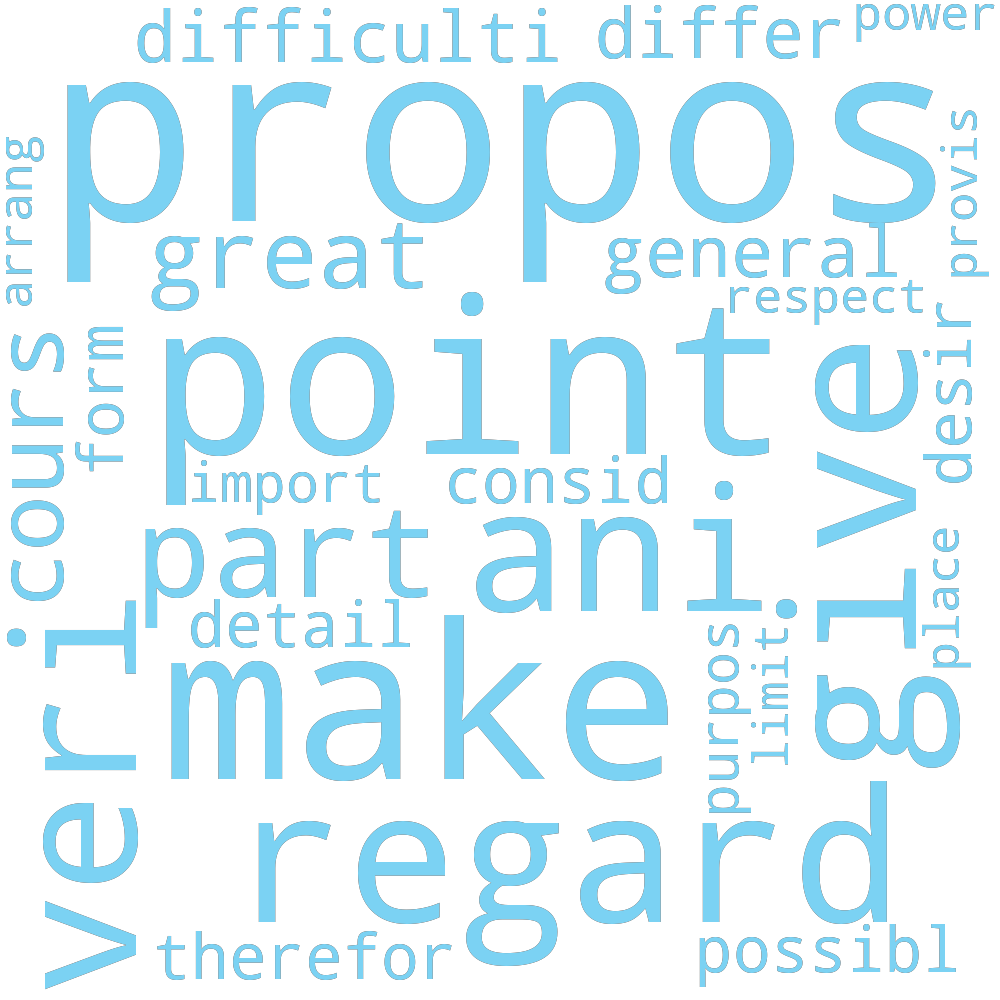 difficulti
differ
power
propos
arrang
provis
great
general
respect
point
give
desir
cours
form
import
consid
part
ani
place
detail
veri
make
purpos
limit
regard
therefor
possibl